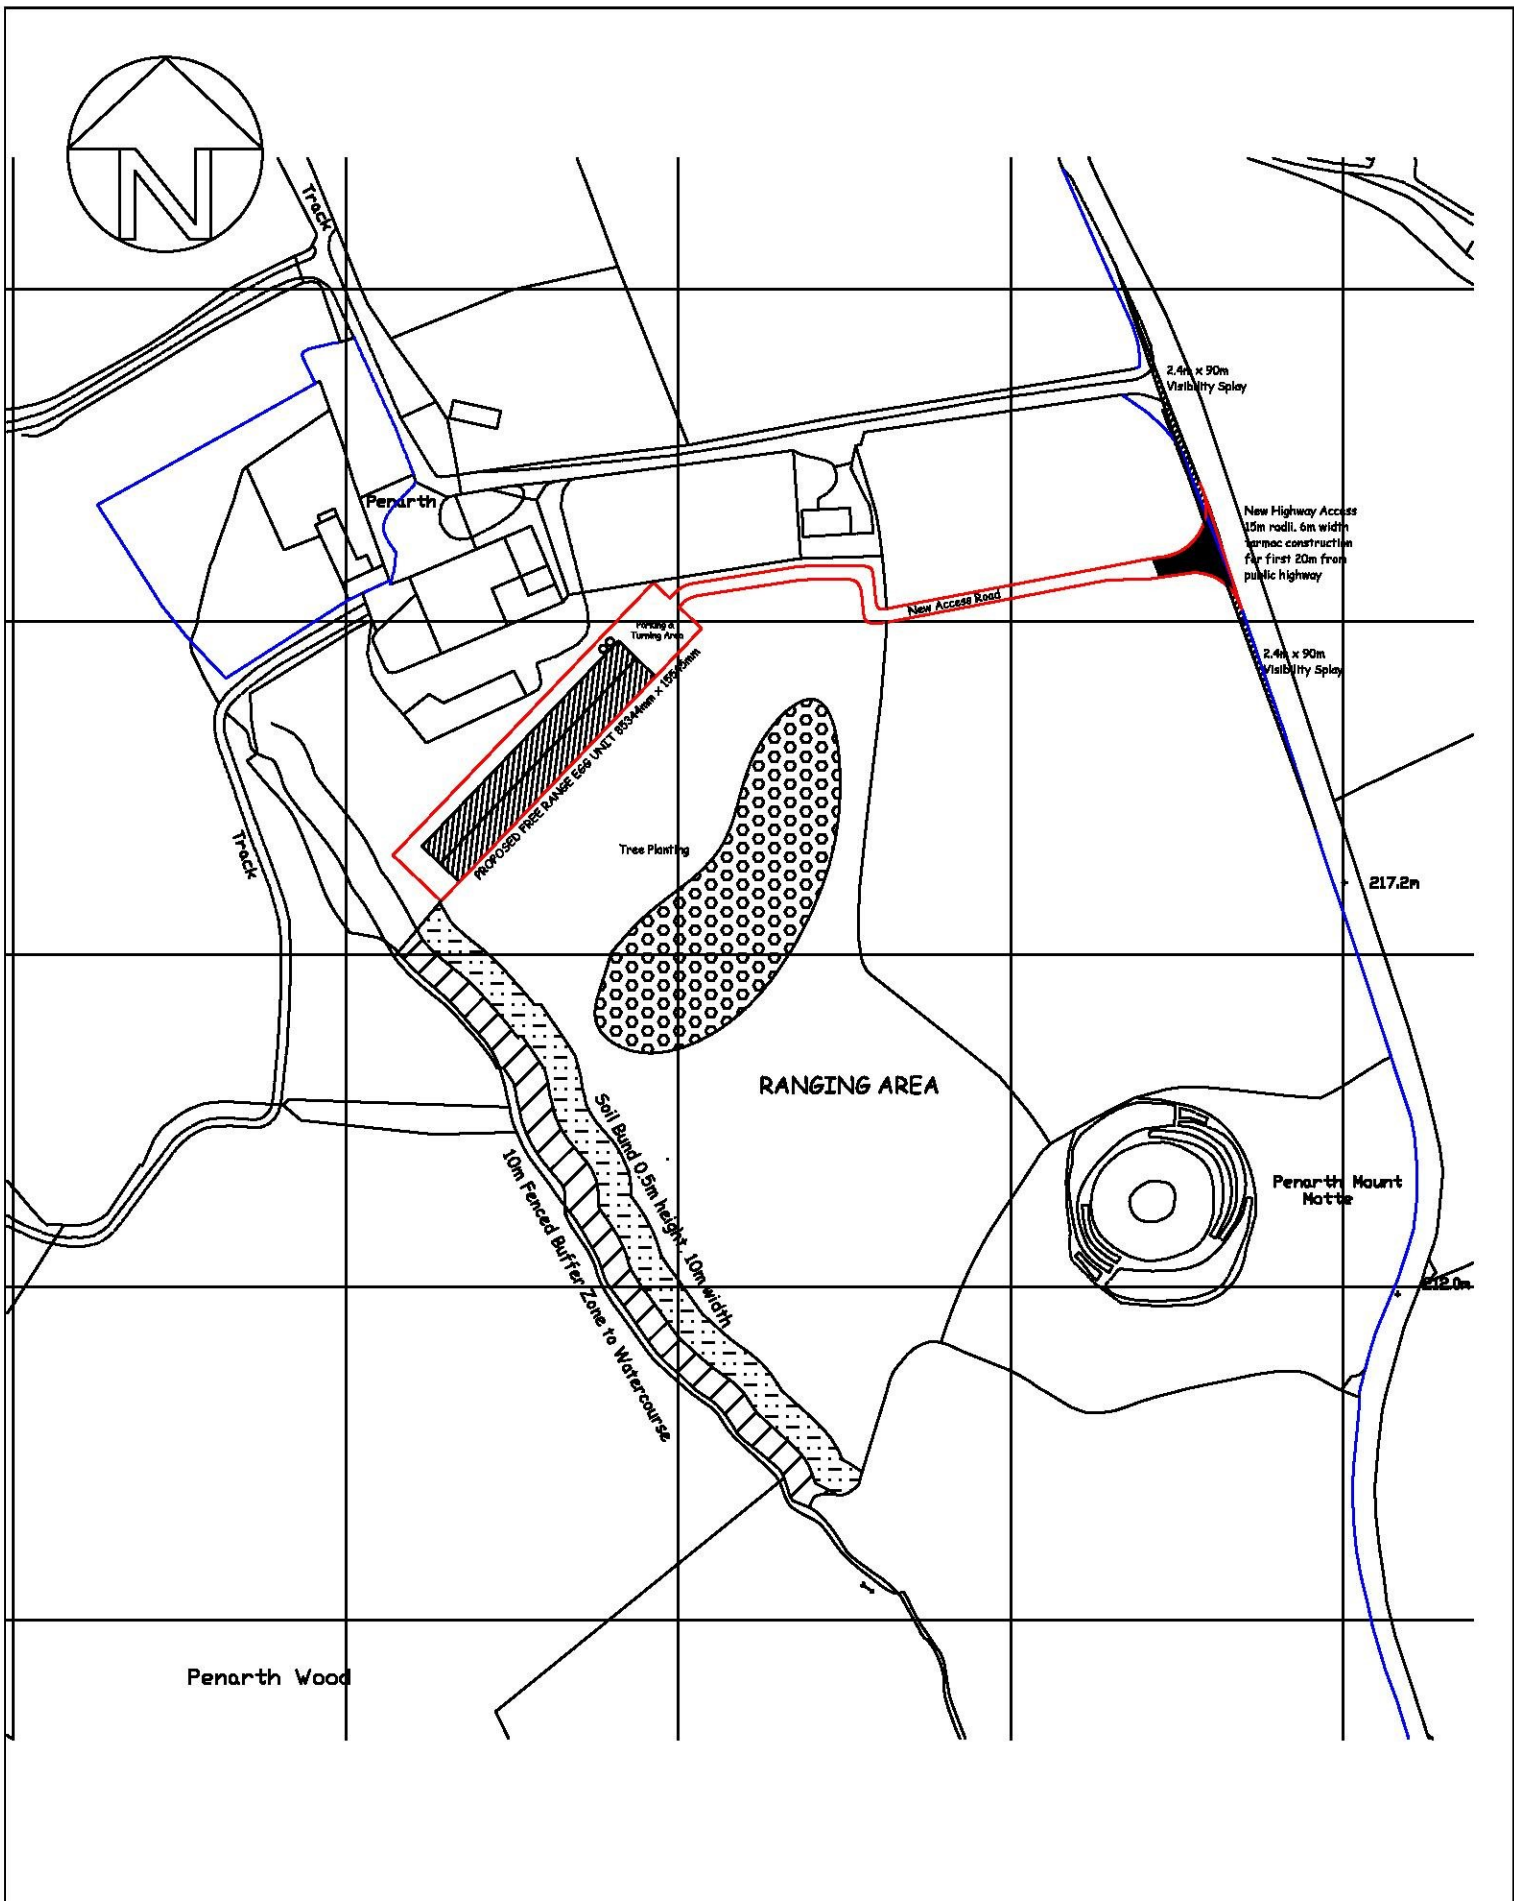 N
Track
2.4m x 90m
Visibility Splay
Penarth
New Highway Access
15m radii, 6m width
tarmac construction
for first 20m from
public highway
New Access Road
Parking &
Turning Area
2.4m x 90m
Visibility Splay
PROPOSED FREE RANGE EGG UNIT 85344mm x
Track
Tree Planting
217.2m
RANGING AREA
Soil Bund 0.5m height, 10m width
10m Fenced Buffer Zone to Watercourse
Penarth Mount
Motte
212.0m
Penarth Wood